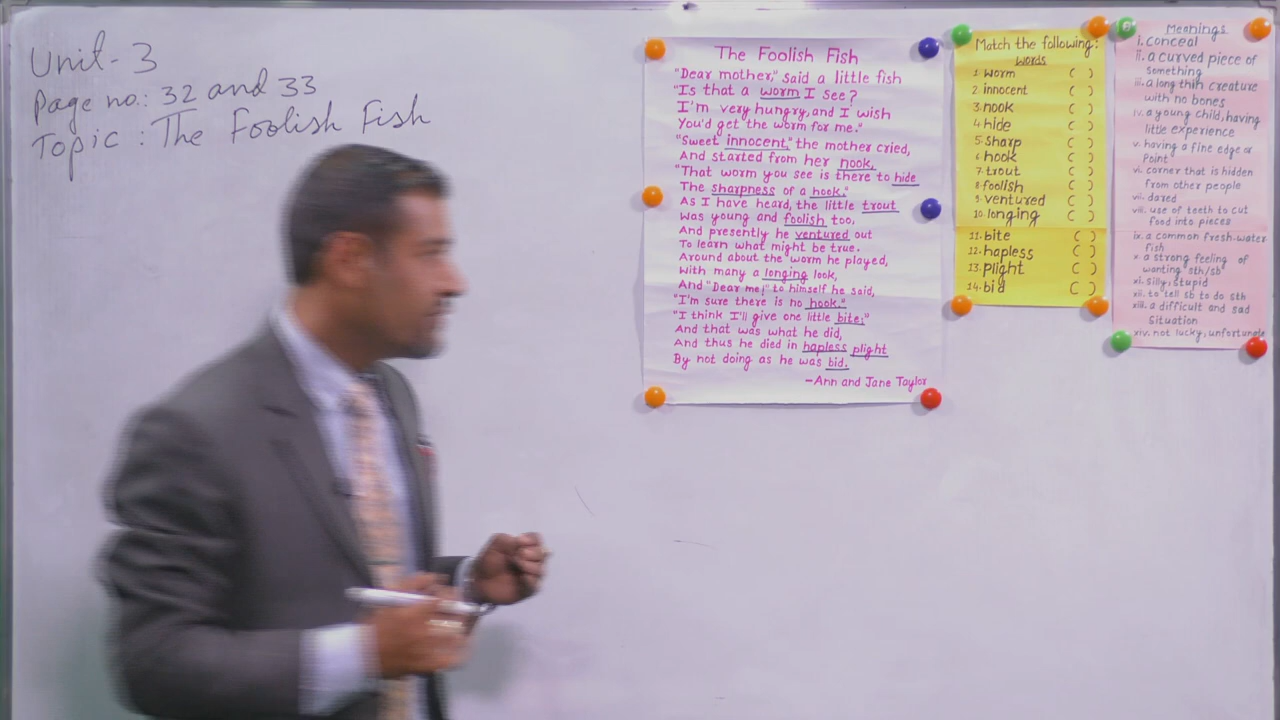 Unit- 3
Page no.: 32 and 33
Topic : The Foolish Fish
The Foolish Fish
"Dear mother," said a little fish
"Is that a worm I see?
I'm very hungry, and I wish
You'd get the worm for me."
"Sweet innocent," the mother cried,
And started from her nook,
"That worm you see is there to hide
The sharpness of a hook."
As I have heard, the little trout
Was young and foolish too,
And presently he ventured out
To learn what might be true.
Around about the worm he played,
With many a longing look,
And "Dear me," to himself he said,
"I'm sure there is no hook."
"I think I'll give one little bite;"
And that was what he did,
And thus he died in hapless plight
By not doing as he was bid.
-Ann and Jane Taylor
Match the following:
Words
1. worm ( )
2. innocent ( )
3. nook ( )
4. hide ( )
5. sharp ( )
6. hook ( )
7. trout ( )
8. foolish ( )
9. ventured ( )
10. longing ( )
11. bite ( )
12. hapless ( )
13. plight ( )
14. bid ( )
Meanings
i. conceal
ii. a curved piece of
something
iii. a long thin creature
with no bones
iv. a young child, having
little experience
v. having a fine edge or
Point
vi. corner that is hidden
from other people
vii. dared
viii. use of teeth to cut
food into pieces
ix. a common fresh-water
fish
x a strong feeling of
wanting sth/sb
xi. silly, stupid
xii. to tell sb to do sth
xiii. a difficult and sad
Situation
xiv. not lucky, unfortunate